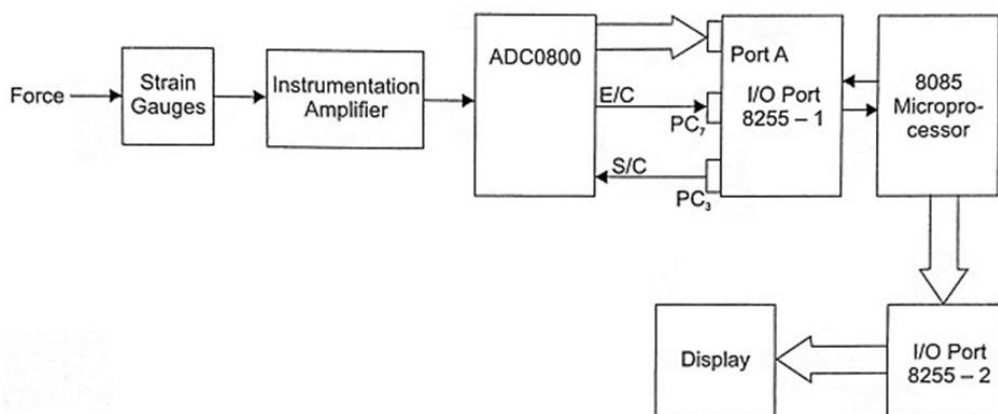 Force
Strain
Gauges
Instrumentation
Amplifier
ADC0800
E/C
S/C
Port A
I/O Port
8255 – 1
PC₇
PC₃
8085
Micropro-
cessor
Display
I/O Port
8255 – 2